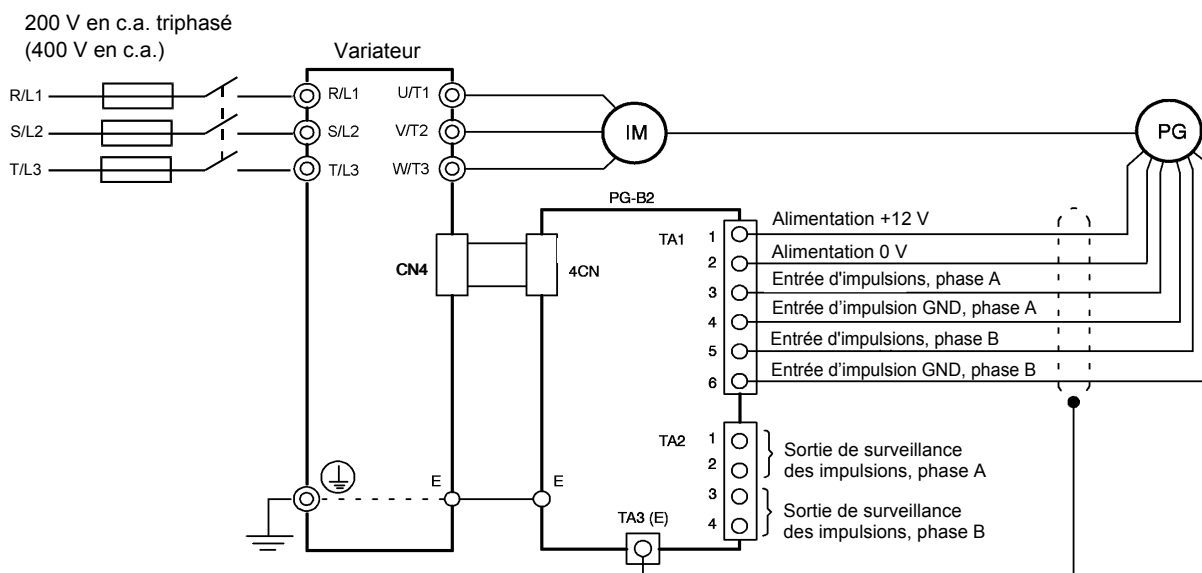 200 V en c.a. triphasé
(400 V en c.a.)
Variateur
R/L1
R/L1
U/T1
S/L2
S/L2
V/T2
IM
PG
T/L3
T/L3
W/T3
PG-B2
TA1
1
Alimentation +12 V
2
Alimentation 0 V
CN4
4CN
3
Entrée d'impulsions, phase A
4
Entrée d’impulsion GND, phase A
5
Entrée d'impulsions, phase B
6
Entrée d’impulsion GND, phase B
TA2
1
2
Sortie de surveillance
des impulsions, phase A
E
E
3
4
Sortie de surveillance
des impulsions, phase B
TA3 (E)